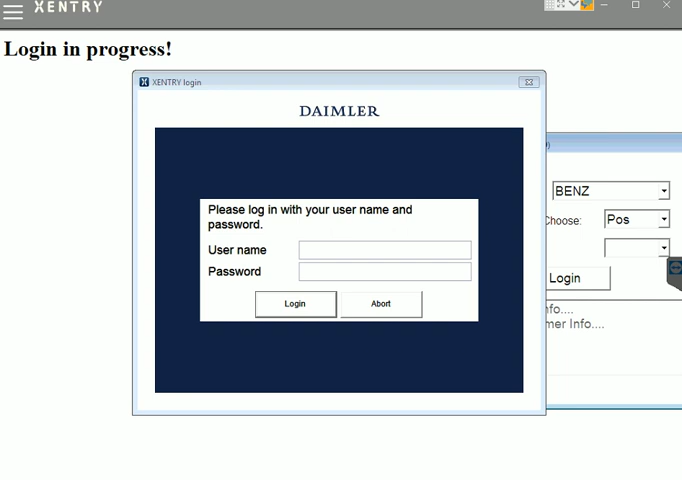 XENTRY
Login in progress!
XENTRY login
DAIMLER
Please log in with your user name and
password.
User name
Password
Login
Abort
BENZ
Choose:
Pos
Login
nfo....
mer Info....